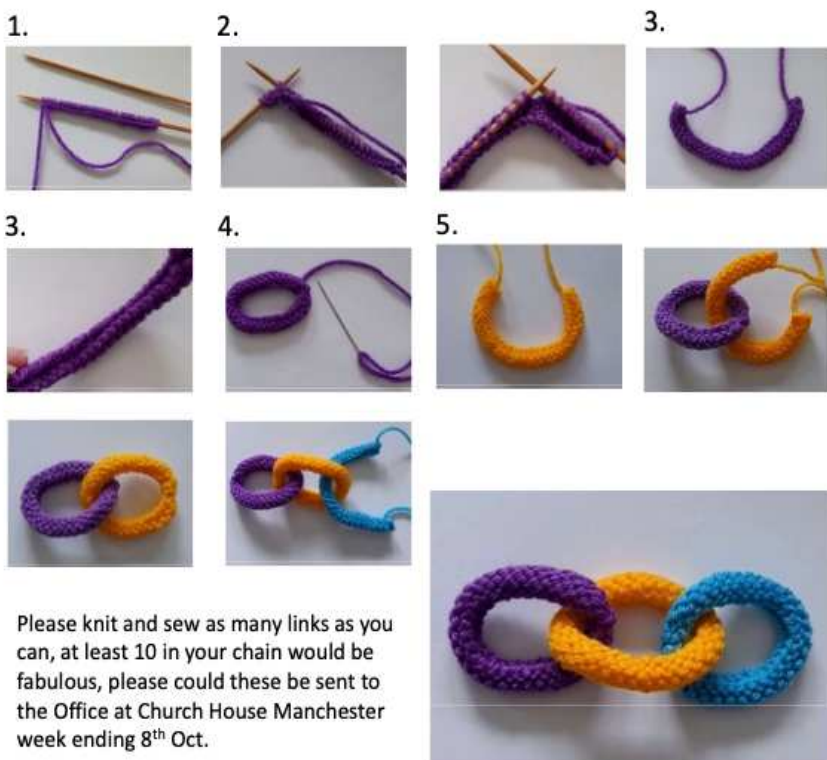 1.
2.
3.
3.
4.
5.
Please knit and sew as many links as you
can, at least 10 in your chain would be
fabulous, please could these be sent to
the Office at Church House Manchester
week ending 8th Oct.